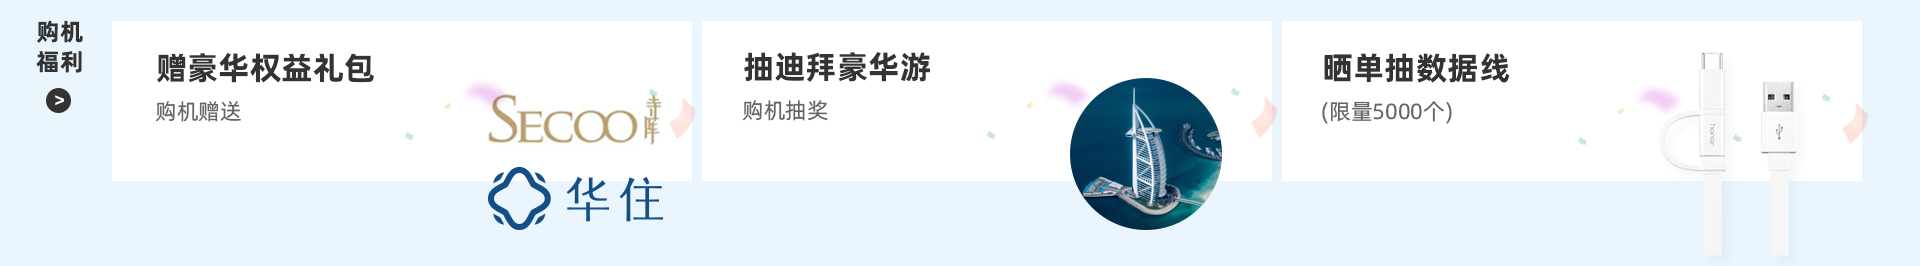 购机
福利
>
赠豪华权益礼包
购机赠送
SECOO 寺库
华住
抽迪拜豪华游
购机抽奖
晒单抽数据线
(限量5000个)
honor